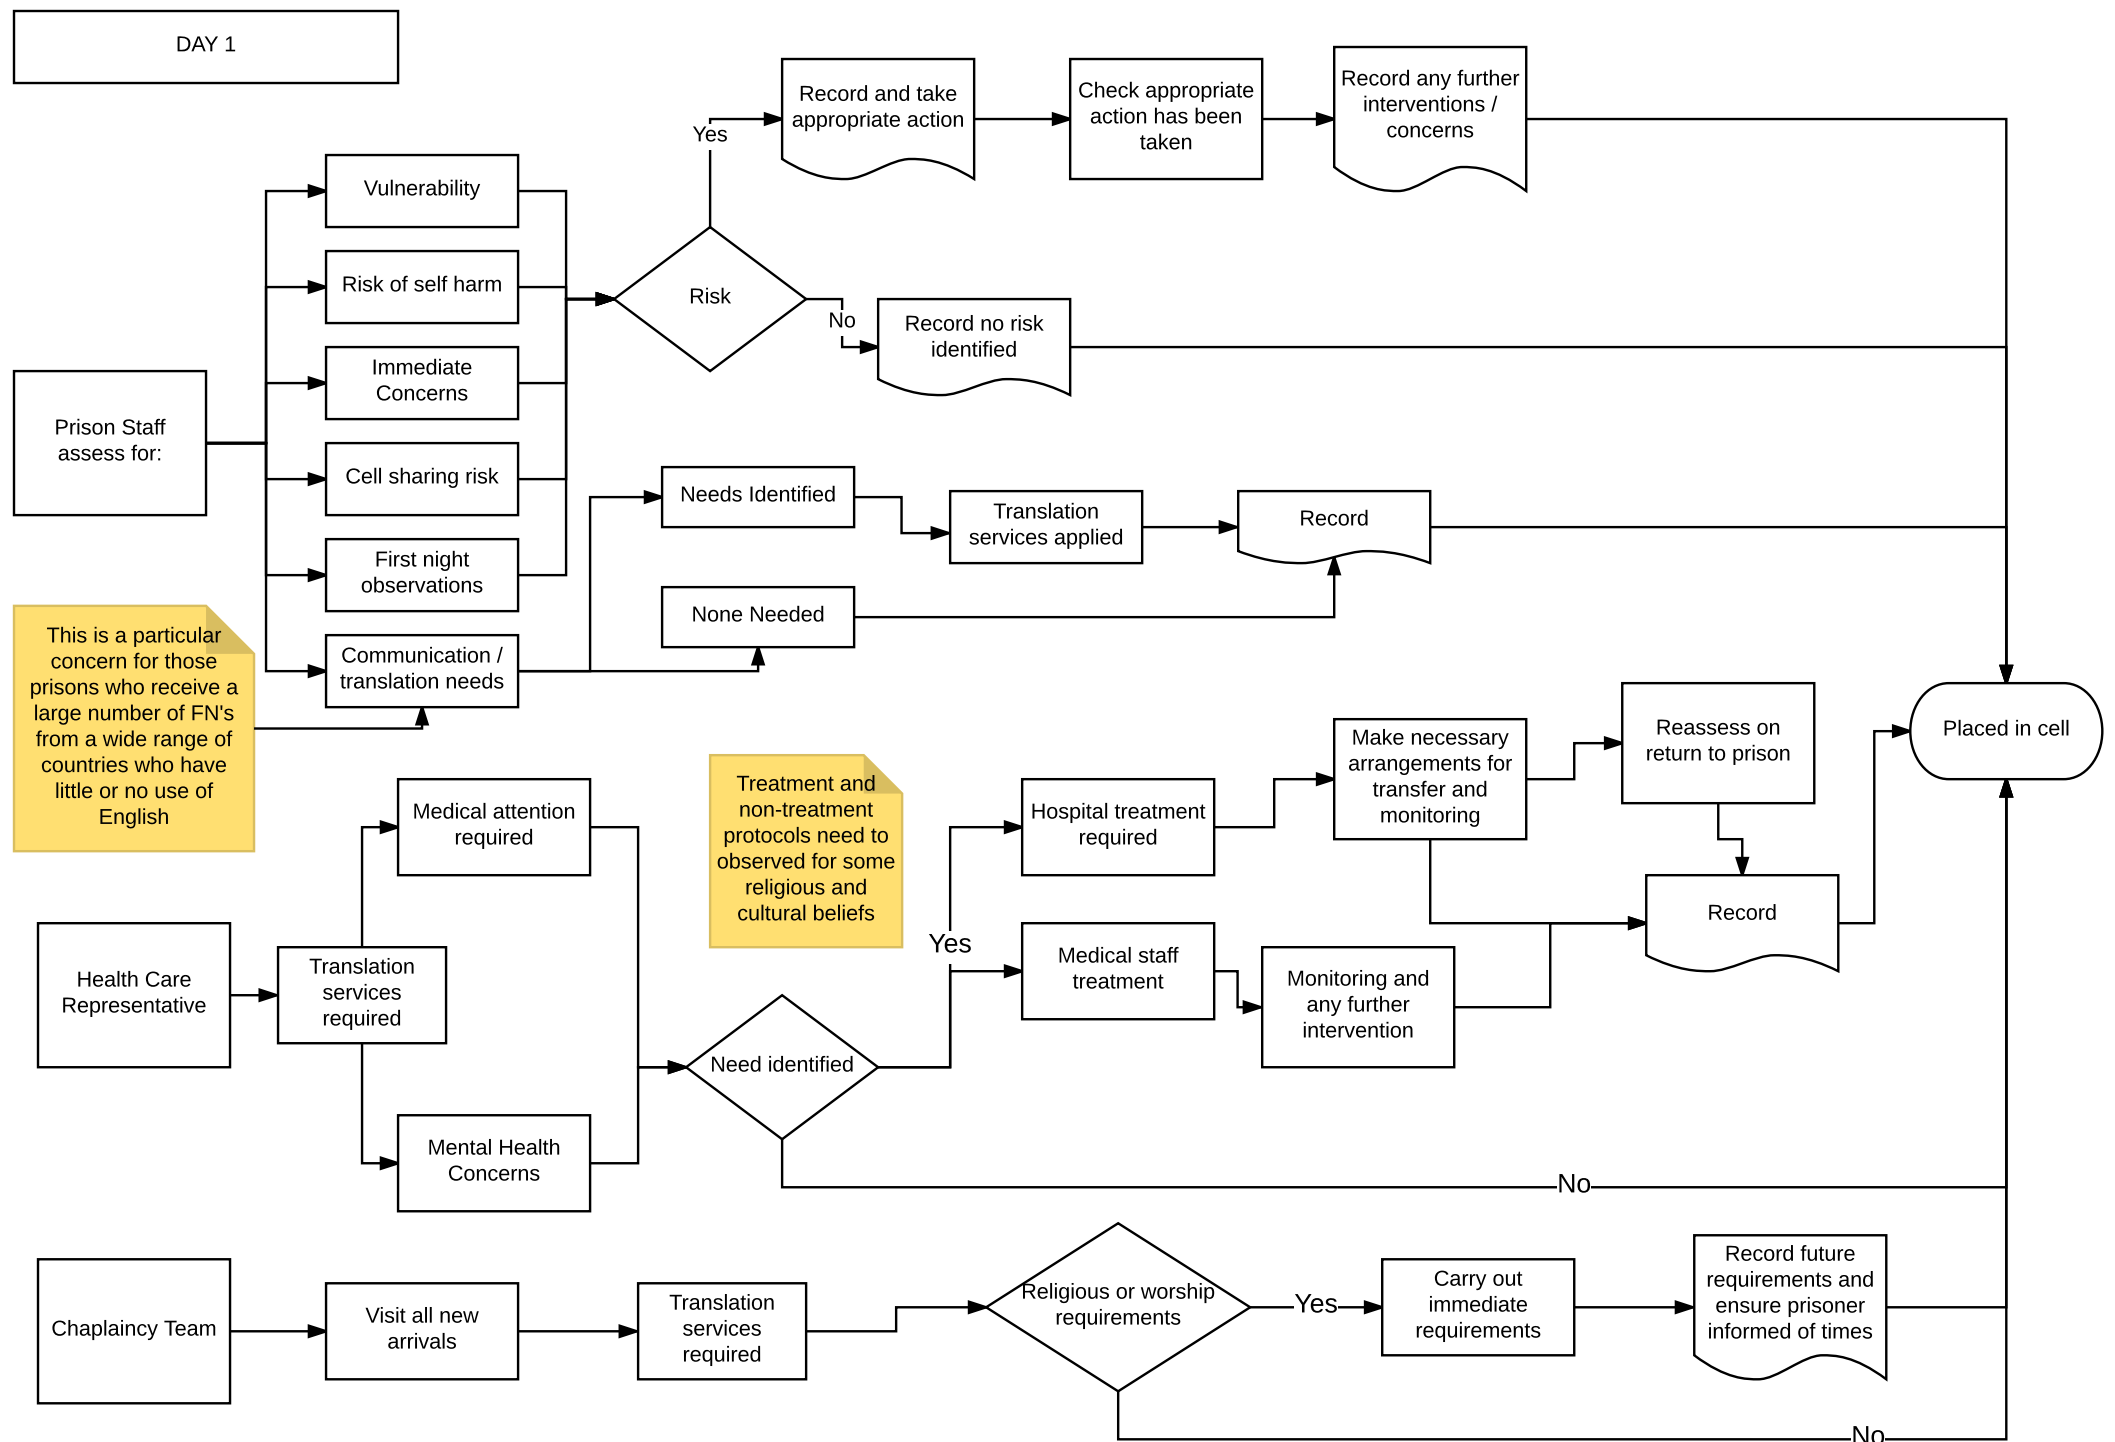 DAY 1
Record and take
appropriate action
Check appropriate
action has been
taken
Record any further
interventions /
concerns
Yes
Vulnerability
Risk of self harm
Risk
No
Record no risk
identified
Immediate
Concerns
Prison Staff
assess for:
Cell sharing risk
Needs Identified
Translation
services applied
Record
First night
observations
None Needed
Communication /
translation needs
This is a particular
concern for those
prisons who receive a
large number of FN's
from a wide range of
countries who have
little or no use of
English
Placed in cell
Reassess on
return to prison
Make necessary
arrangements for
transfer and
monitoring
Hospital treatment
required
Treatment and
non-treatment
protocols need to
observed for some
religious and
cultural beliefs
Medical attention
required
Record
Yes
Medical staff
treatment
Monitoring and
any further
intervention
Health Care
Representative
Translation
services
required
Need identified
Mental Health
Concerns
No
Chaplaincy Team
Visit all new
arrivals
Translation
services
required
Religious or worship
requirements
Yes
Carry out
immediate
requirements
Record future
requirements and
ensure prisoner
informed of times
No